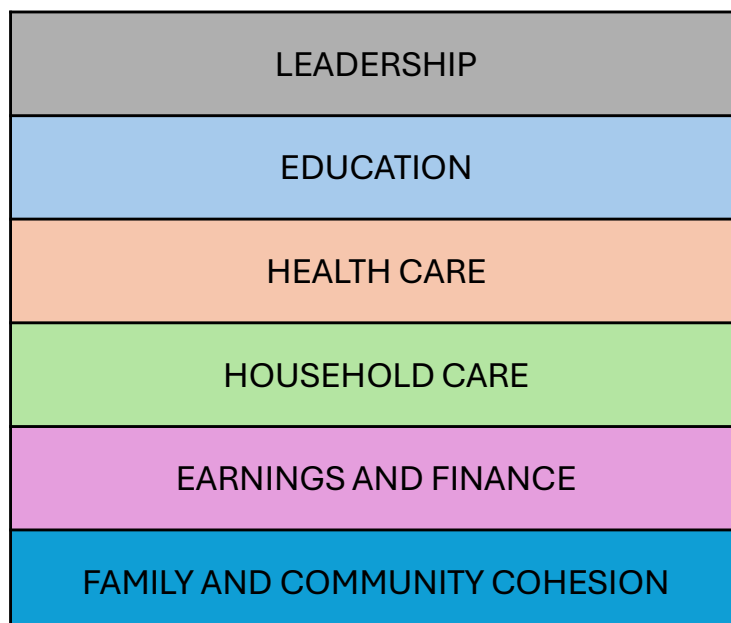 LEADERSHIP
EDUCATION
HEALTH CARE
HOUSEHOLD CARE
EARNINGS AND FINANCE
FAMILY AND COMMUNITY COHESION